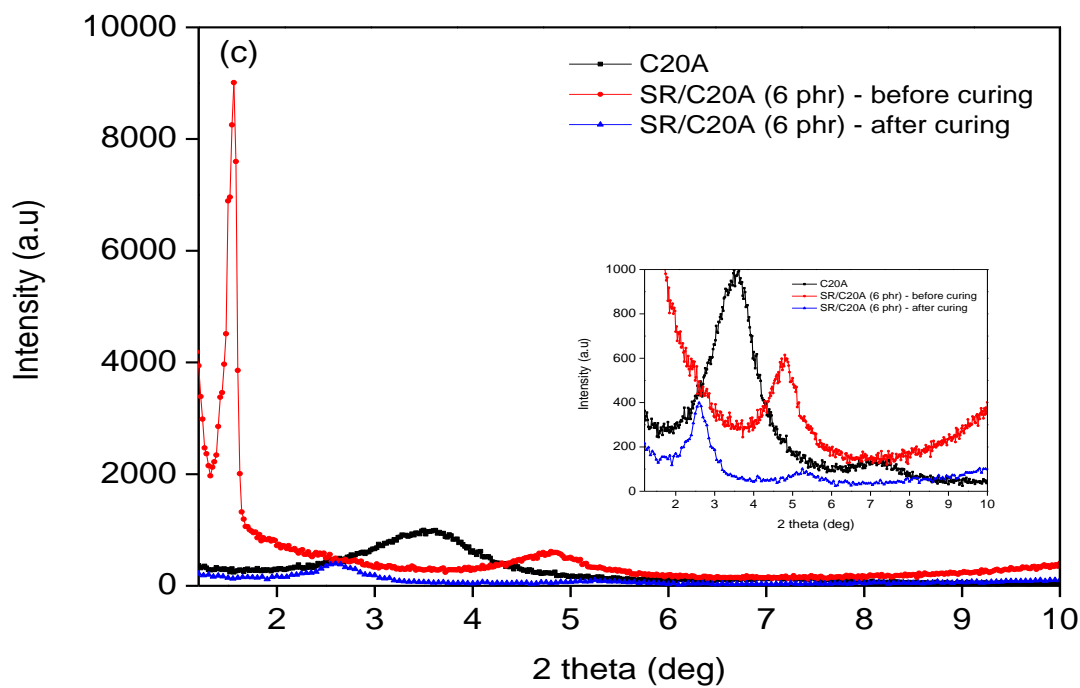 10000
(c)
C20A
SR/C20A (6 phr) - before curing
SR/C20A (6 phr) - after curing
8000
6000
4000
2000
0
Intensity (a.u)
2 3 4 5 6 7 8 9 10
2 theta (deg)
1000
C20A
SR/C20A (6 phr) - before curing
SR/C20A (6 phr) - after curing
800
600
400
200
0
Intensity (a.u)
2 3 4 5 6 7 8 9 10
2 theta (deg)